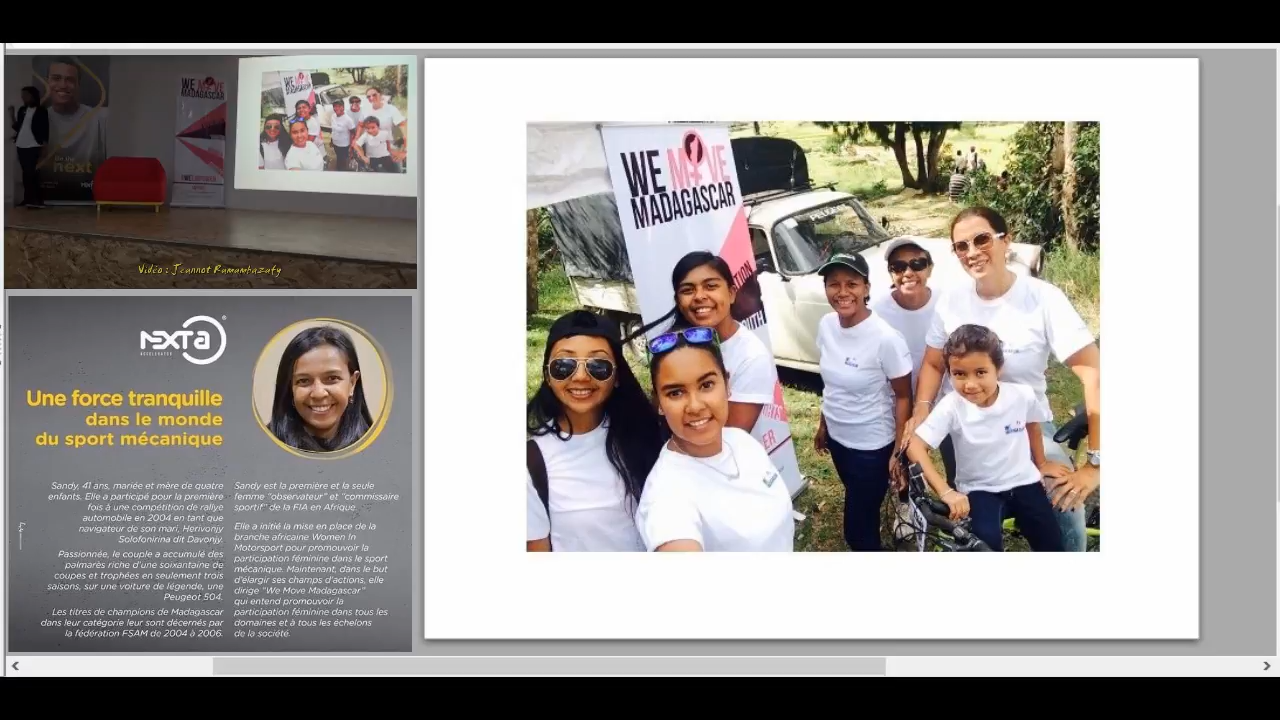 WE MOVE
MADAGASCAR
Be the
next
Vidéo : Jeannot Ramambazafy
NEXTA
ACCELERATEE
Une force tranquille
dans le monde
du sport mécanique
Sandy, 41 ans, mariée et mère de quatre
enfants. Elle a participé pour la première
fois à une compétition de rallye
automobile en 2004 en tant que
navigateur de son mari, Herivonjy
Solofonirina dit Davonjy.
Passionnée, le couple a accumulé des
palmarès riche d'une soixantaine de
coupes et trophées en seulement trois
saisons, sur une voiture de légende, une
Peugeot 504.
Les titres de champions de Madagascar
dans leur catégorie leur sont décernés par
la fédération FSAM de 2004 à 2006.
Sandy est la première et la seule
femme "observateur" et "commissaire
sportif" de la FIA en Afrique.
Elle a initié la mise en place de la
branche africaine Women In
Motorsport pour promouvoir la
participation féminine dans le sport
mécanique. Maintenant, dans le but
d'élargir ses champs d'actions, elle
dirige "We Move Madagascar"
qui entend promouvoir la
participation féminine dans tous les
domaines et à tous les échelons
de la société.
WE MOVE
MADAGASCAR